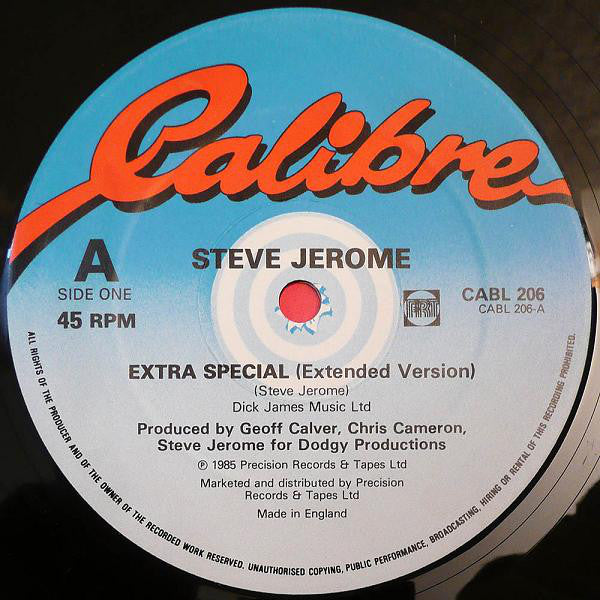 Calibre
A
SIDE ONE
45 RPM
STEVE JEROME
PRT
CABL 206
CABL 206-A
EXTRA SPECIAL (Extended Version)
(Steve Jerome)
Dick James Music Ltd
Produced by Geoff Calver, Chris Cameron,
Steve Jerome for Dodgy Productions
℗ 1985 Precision Records & Tapes Ltd
Marketed and distributed by Precision
Records & Tapes Ltd
Made in England
ALL RIGHTS OF THE PRODUCER AND OF THE OWNER OF THE RECORDED WORK RESERVED. UNAUTHORISED COPYING, PUBLIC PERFORMANCE, BROADCASTING, HIRING OR RENTAL OF THIS RECORDING PROHIBITED.